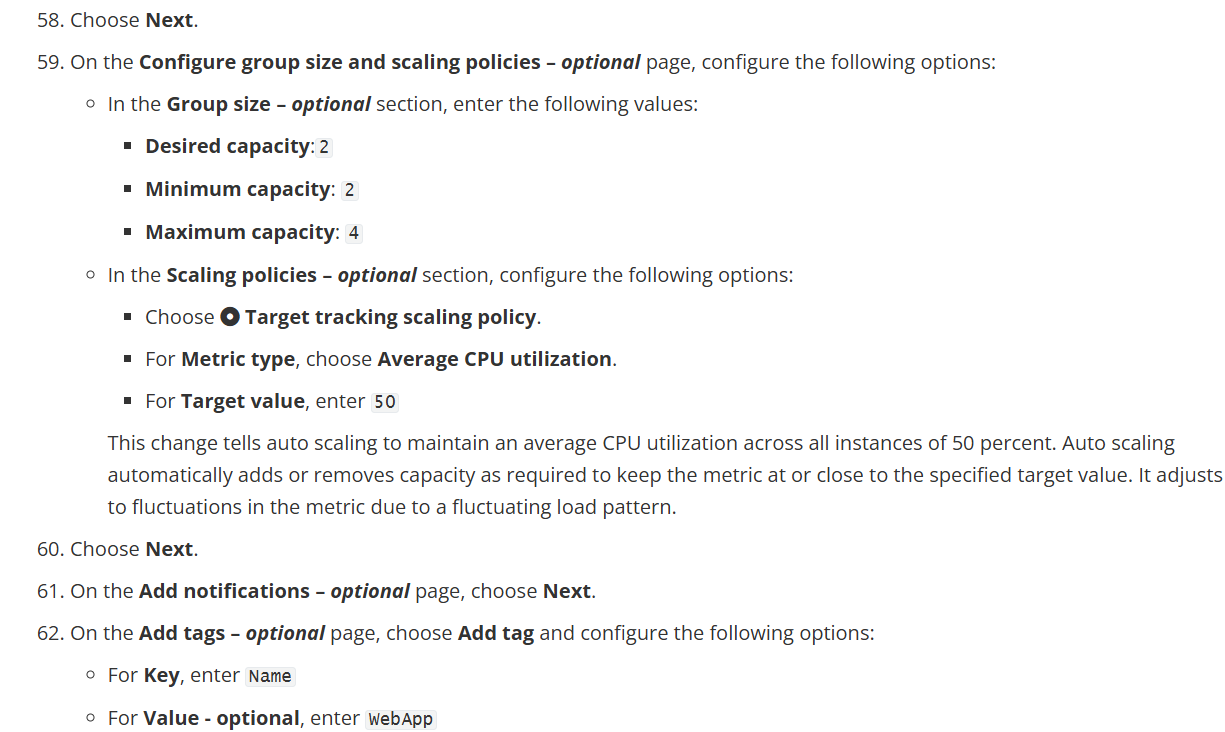 58. Choose Next.
59. On the Configure group size and scaling policies – optional page, configure the following options:
In the Group size – optional section, enter the following values:
Desired capacity: 2
Minimum capacity: 2
Maximum capacity: 4
In the Scaling policies – optional section, configure the following options:
Choose Target tracking scaling policy.
For Metric type, choose Average CPU utilization.
For Target value, enter 50
This change tells auto scaling to maintain an average CPU utilization across all instances of 50 percent. Auto scaling
automatically adds or removes capacity as required to keep the metric at or close to the specified target value. It adjusts
to fluctuations in the metric due to a fluctuating load pattern.
60. Choose Next.
61. On the Add notifications – optional page, choose Next.
62. On the Add tags – optional page, choose Add tag and configure the following options:
For Key, enter Name
For Value - optional, enter WebApp